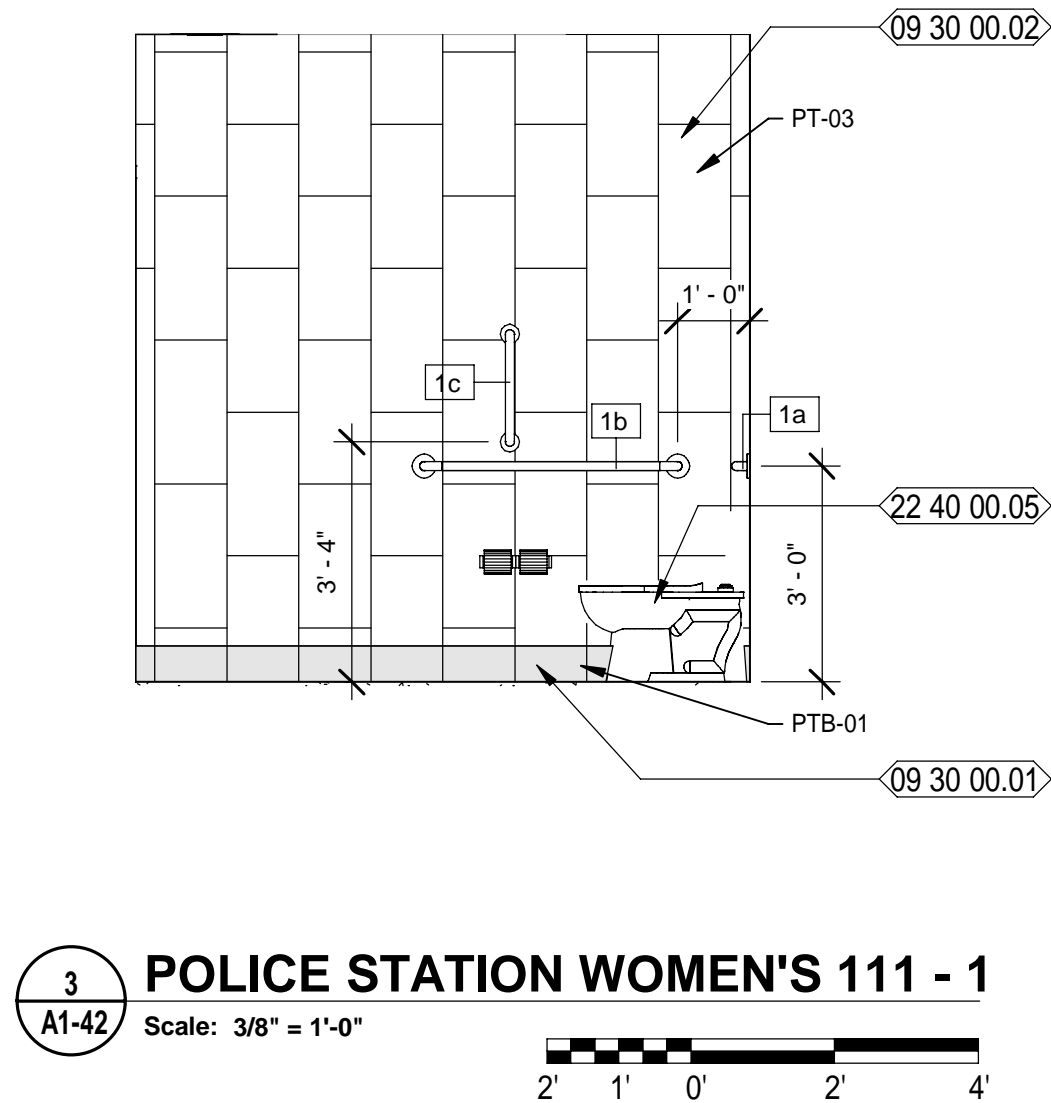 09 30 00.02
PT-03
1' - 0"
1c
1b
1a
22 40 00.05
3' - 4"
3' - 0"
PTB-01
09 30 00.01
3
A1-42
POLICE STATION WOMEN'S 111 - 1
Scale: 3/8" = 1'-0"
2' 1' 0' 2' 4'